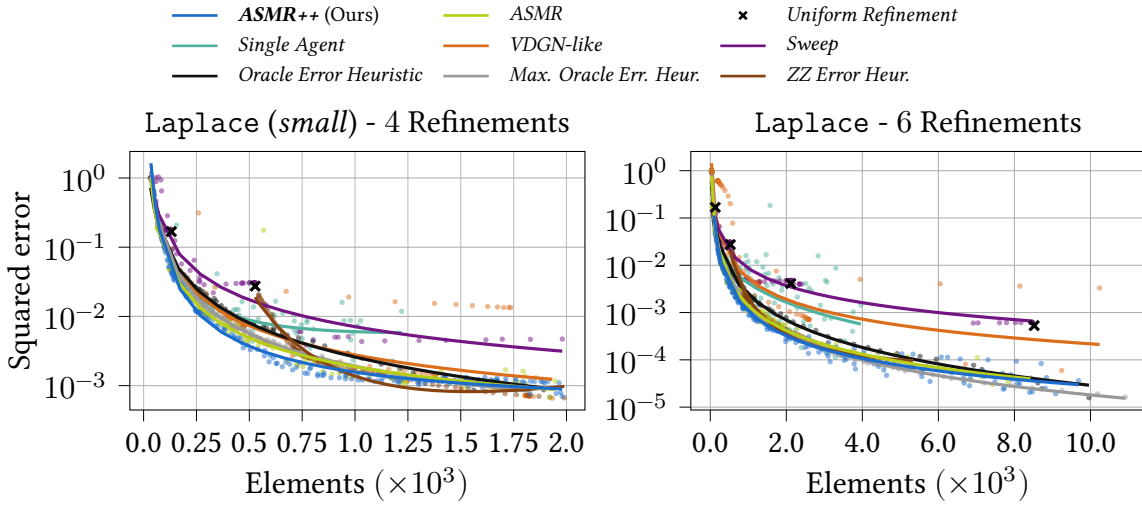 ASMR++ (Ours) ASMR Uniform Refinement
Single Agent VDGN-like Sweep
Oracle Error Heuristic Max. Oracle Err. Heur. ZZ Error Heur.
Laplace (small) - 4 Refinements
Laplace - 6 Refinements
Squared error
10^0
10^-1
10^-2
10^-3
0.0 0.25 0.5 0.75 1.0 1.25 1.5 1.75 2.0
Elements (×10^3)
10^0
10^-1
10^-2
10^-3
10^-4
10^-5
0.0 2.0 4.0 6.0 8.0 10.0
Elements (×10^3)